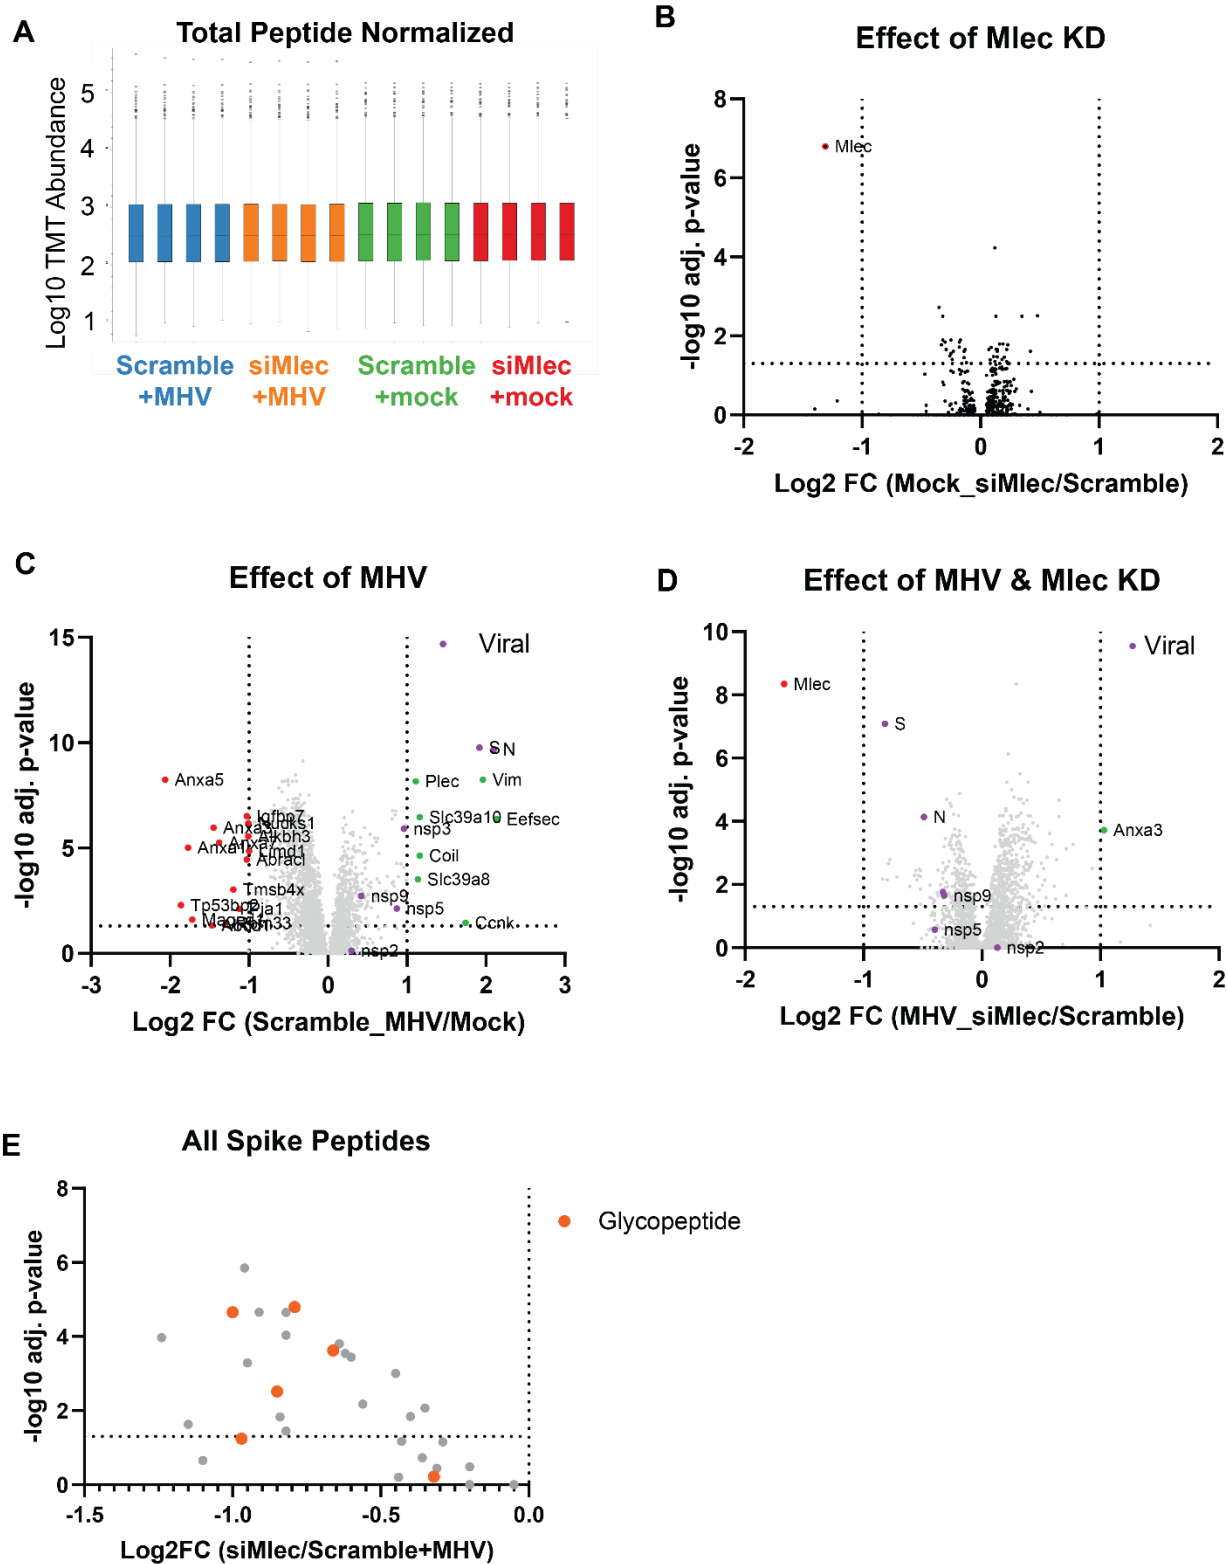 A
Total Peptide Normalized
Log10 TMT Abundance
5
4
3
2
1
Scramble +MHV
siMlec +MHV
Scramble +mock
siMlec +mock
B
Effect of Mlec KD
-log10 adj. p-value
8
6
4
2
0
Mlec
-2 -1 0 1 2
Log2 FC (Mock_siMlec/Scramble)
C
Effect of MHV
-log10 adj. p-value
15
10
5
0
Viral
S N
Anxa5
Plec
Vim
Igfbp7
Slc39a10
Eefsec
nsp3
Alkbh3
Limd1
Coil
Abracl
Slc39a8
Tmsb4x
nsp9
nsp5
Tp53bp2
Ccnk
nsp2
-3 -2 -1 0 1 2 3
Log2 FC (Scramble_MHV/Mock)
D
Effect of MHV & Mlec KD
-log10 adj. p-value
10
8
6
4
2
0
Viral
Mlec
S
N
Anxa3
nsp9
nsp5
nsp2
-2 -1 0 1 2
Log2 FC (MHV_siMlec/Scramble)
E
All Spike Peptides
-log10 adj. p-value
8
6
4
2
0
Glycopeptide
-1.5 -1.0 -0.5 0.0
Log2FC (siMlec/Scramble+MHV)